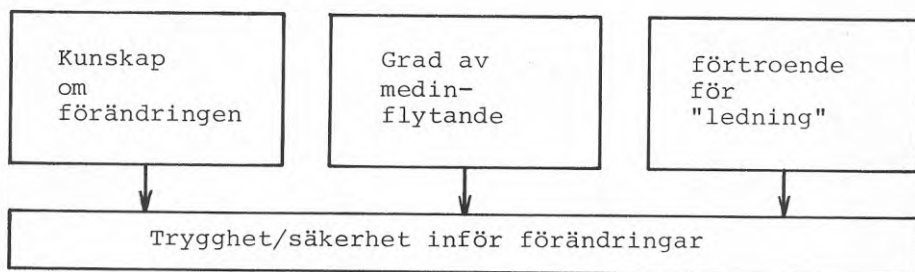 Kunskap
om
förändringen
Grad av
medin-
flytande
förtroende
för
"ledning"
Trygghet/säkerhet inför förändringar